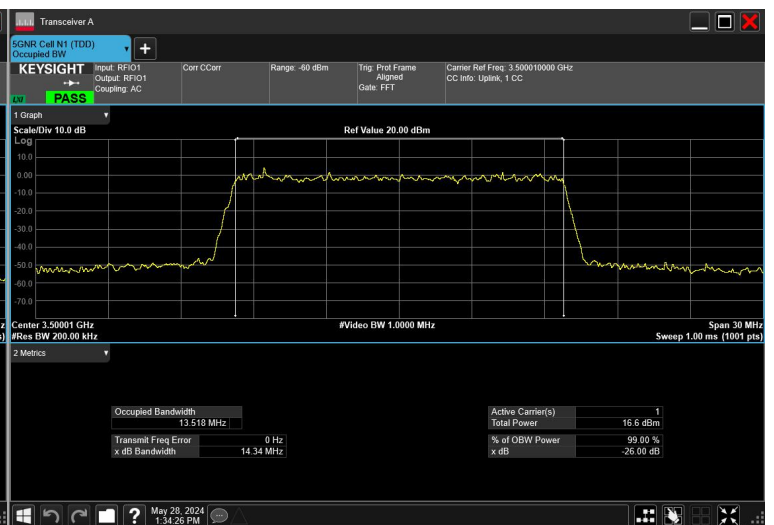 Transceiver A
5GNR Cell N1 (TDD)
Occupied BW
+
KEYSIGHT
LXI
PASS
Input: RFIO1
Output: RFIO1
Coupling: AC
Corr CCorr
Range: -60 dBm
Trig: Prot Frame
Aligned
Gate: FFT
Carrier Ref Freq: 3.500010000 GHz
CC Info: Uplink, 1 CC
1 Graph
Scale/Div 10.0 dB
Ref Value 20.00 dBm
Log
10.0
0.00
-10.0
-20.0
-30.0
-40.0
-50.0
-60.0
-70.0
Center 3.50001 GHz
#Video BW 1.0000 MHz
Span 30 MHz
#Res BW 200.00 kHz
Sweep 1.00 ms (1001 pts)
2 Metrics
Occupied Bandwidth
13.518 MHz
Active Carrier(s) 1
Total Power 16.6 dBm
Transmit Freq Error 0 Hz
x dB Bandwidth 14.34 MHz
% of OBW Power 99.00 %
x dB -26.00 dB
?
May 28, 2024
1:34:26 PM